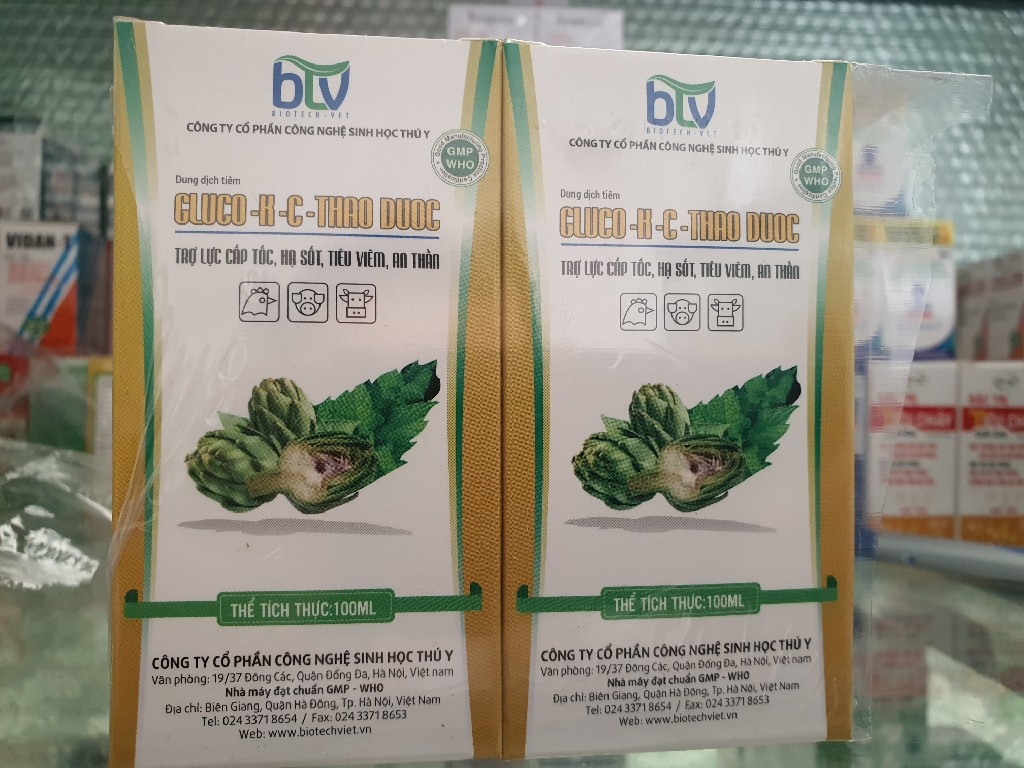 btv
BIOTECH-VET
CÔNG TY CỔ PHẦN CÔNG NGHỆ SINH HỌC THÚ Y
Good Manufacturing Practice Certification
GMP
WHO
Dung dịch tiêm
GLUCO-K-C-THAO DUOC
TRỢ LỰC CẤP TỐC, HẠ SỐT, TIÊU VIÊM, AN THẦN
THỂ TÍCH THỰC:100ML
CÔNG TY CỔ PHẦN CÔNG NGHỆ SINH HỌC THÚ Y
Văn phòng: 19/37 Đông Các, Quận Đống Đa, Hà Nội, Việt nam
Nhà máy đạt chuẩn GMP - WHO
Địa chỉ: Biên Giang, Quận Hà Đông, Tp. Hà Nội, Việt Nam
Tel: 024 3371 8654 / Fax: 024 3371 8653
Web: www.biotechviet.vn
btv
BIOTECH-VET
CÔNG TY CỔ PHẦN CÔNG NGHỆ SINH HỌC THÚ Y
Good Manufacturing Practice Certification
GMP
WHO
Dung dịch tiêm
GLUCO-K-C-THAO DUOC
TRỢ LỰC CẤP TỐC, HẠ SỐT, TIÊU VIÊM, AN THẦN
THỂ TÍCH THỰC:100ML
CÔNG TY CỔ PHẦN CÔNG NGHỆ SINH HỌC THÚ Y
Văn phòng: 19/37 Đông Các, Quận Đống Đa, Hà Nội, Việt nam
Nhà máy đạt chuẩn GMP - WHO
Địa chỉ: Biên Giang, Quận Hà Đông, Tp. Hà Nội, Việt Nam
Tel: 024 3371 8654 / Fax: 024 3371 8653
Web: www.biotechviet.vn